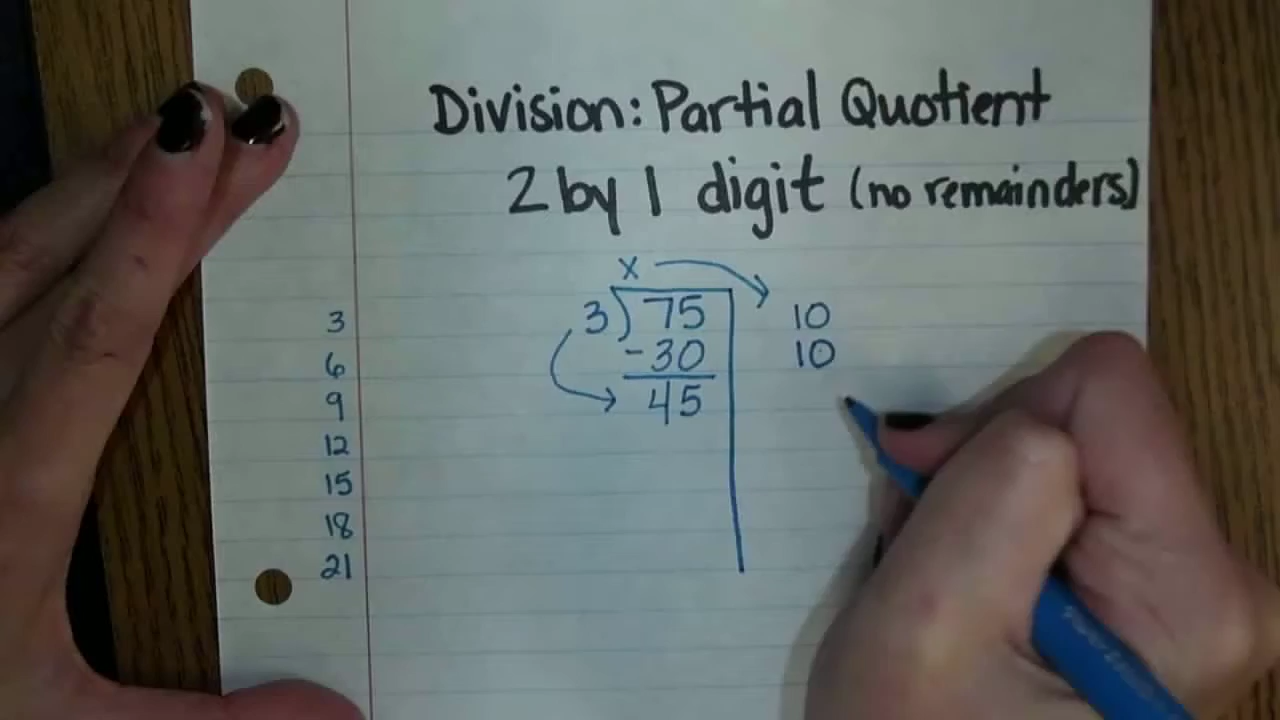 Division: Partial Quotient
2 by 1 digit (no remainders)
x
3 3)75 10
6 -30 10
9 45
12
15
18
21